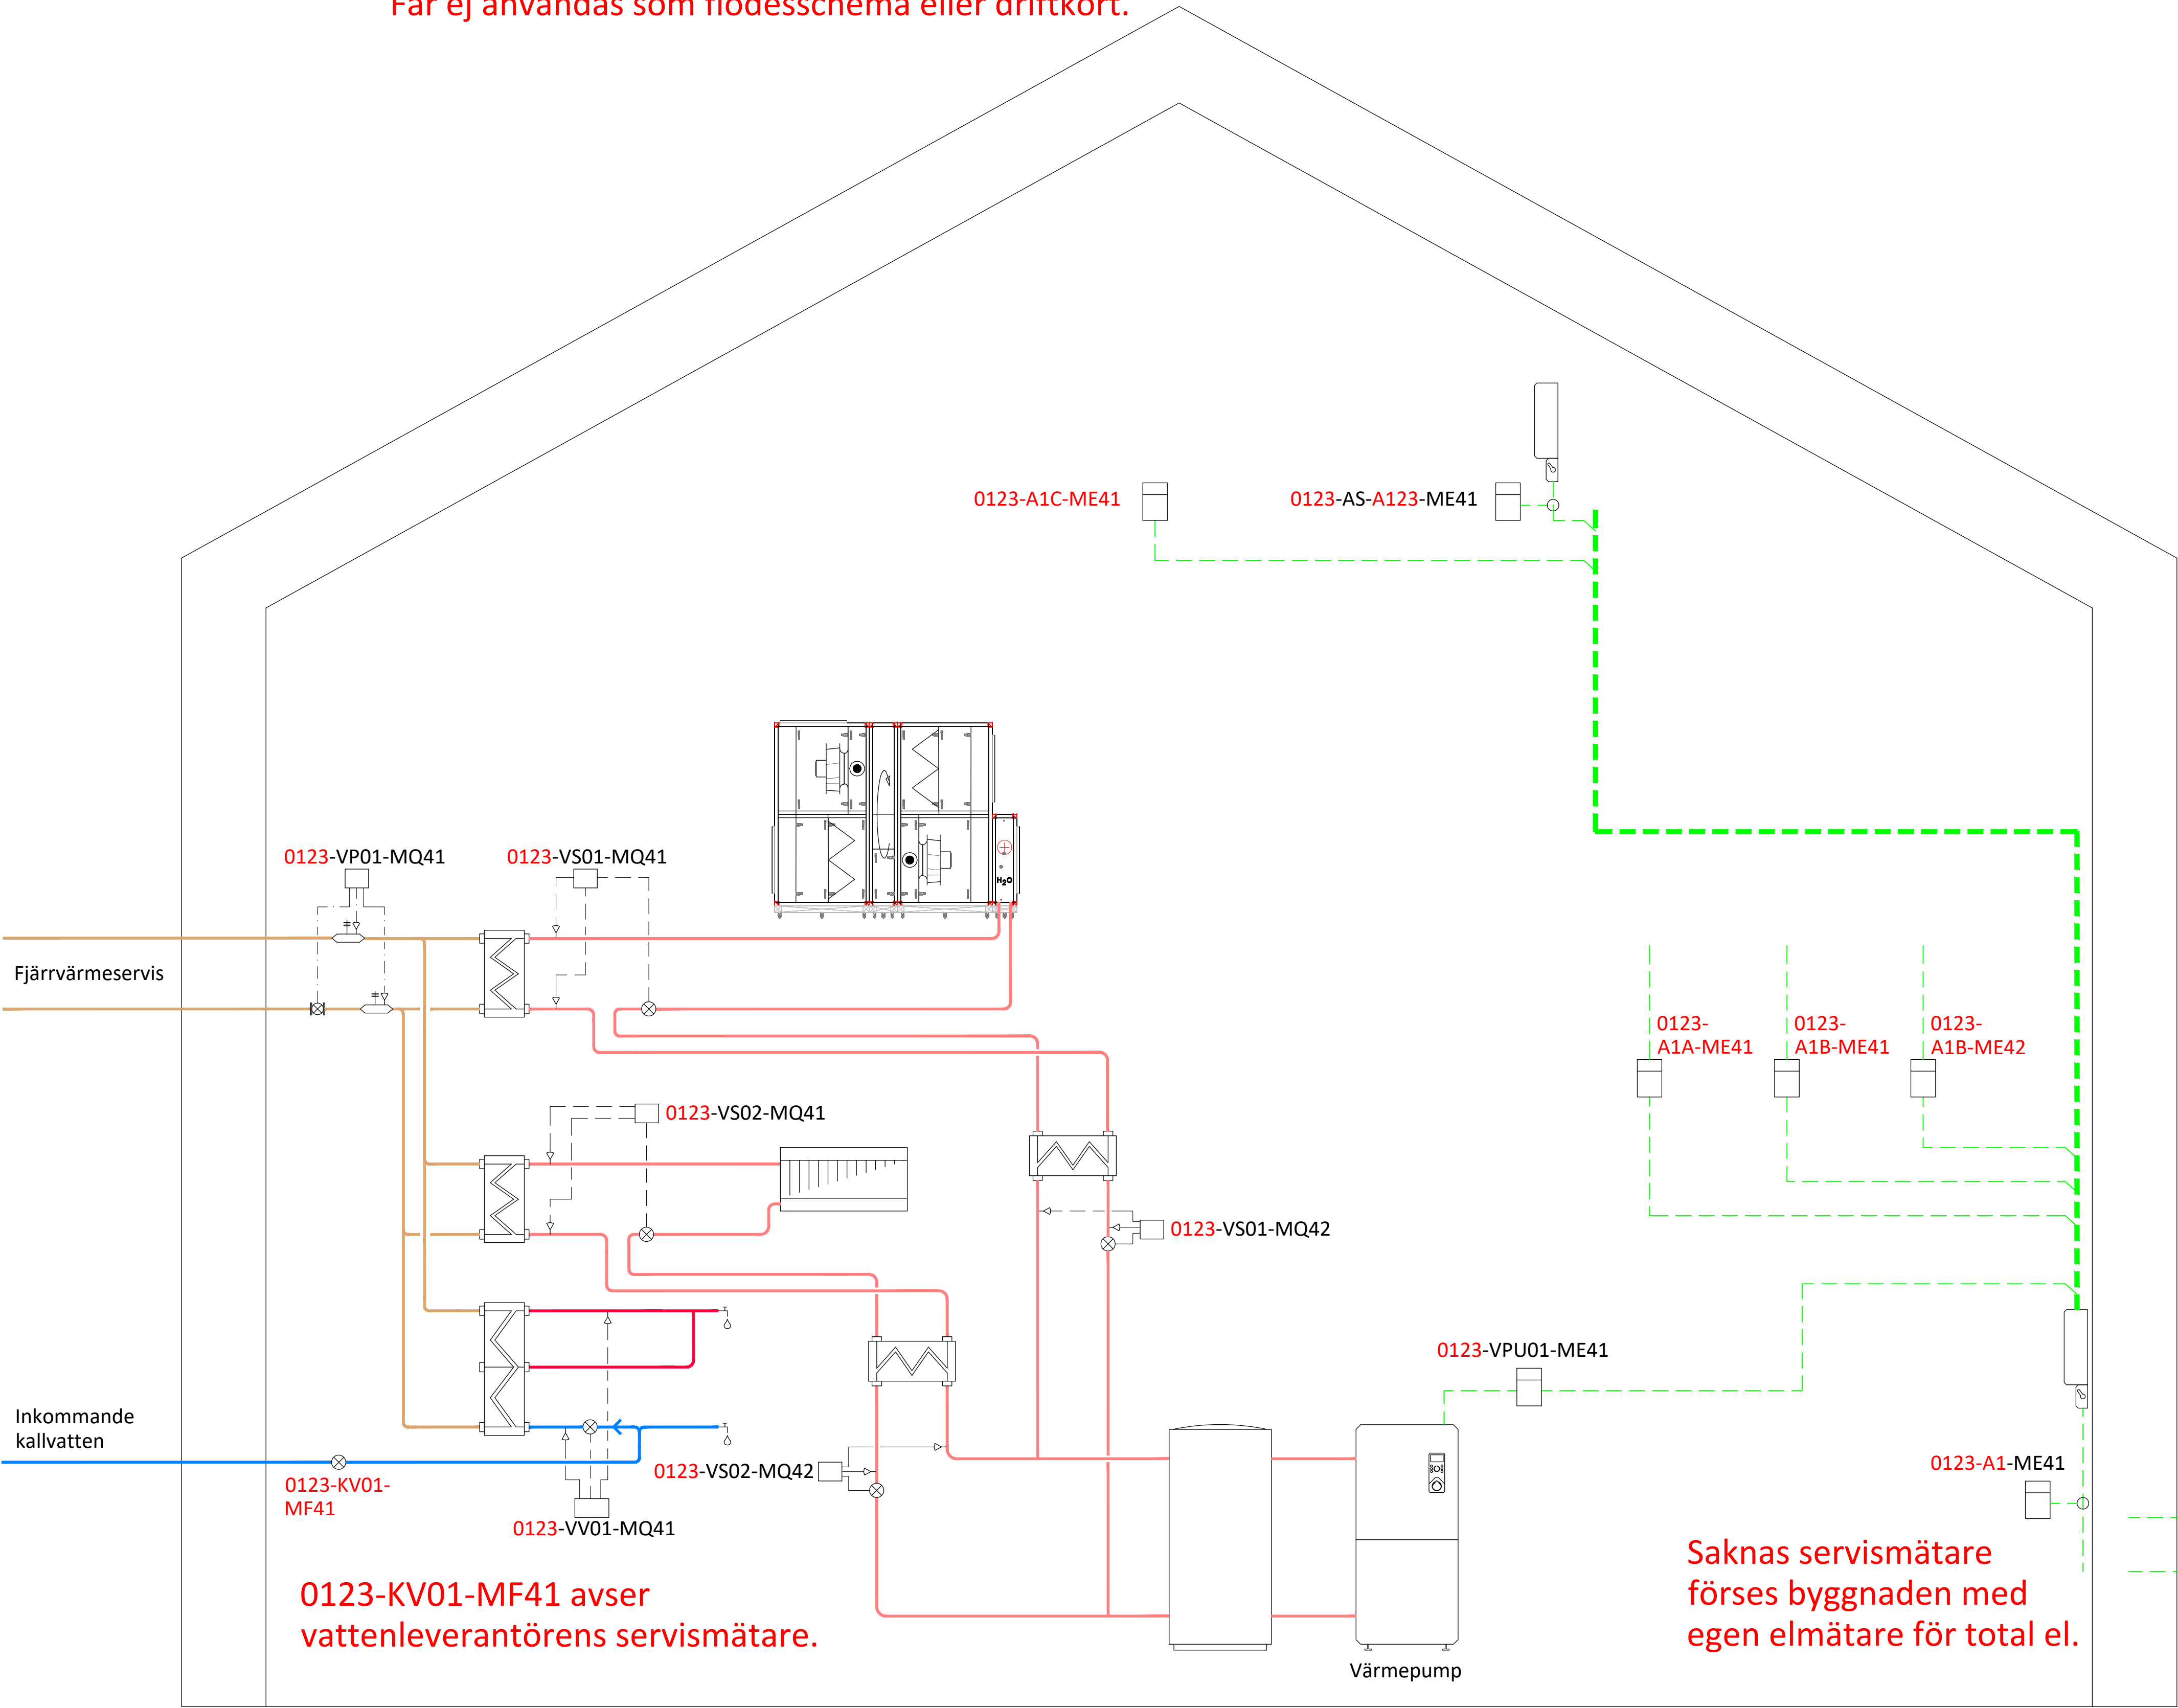 Får ej användas som flödesschema eller driftkort.
0123-A1C-ME41
0123-AS-A123-ME41
0123-VP01-MQ41
0123-VS01-MQ41
H2O
Fjärrvärmeservis
0123-
A1A-ME41
0123-
A1B-ME41
0123-
A1B-ME42
0123-VS02-MQ41
0123-VS01-MQ42
0123-VPU01-ME41
Inkommande
kallvatten
0123-KV01-
MF41
0123-VS02-MQ42
0123-VV01-MQ41
0123-A1-ME41
0123-KV01-MF41 avser
vattenleverantörens servismätare.
Saknas servismätare
förses byggnaden med
egen elmätare för total el.
Värmepump